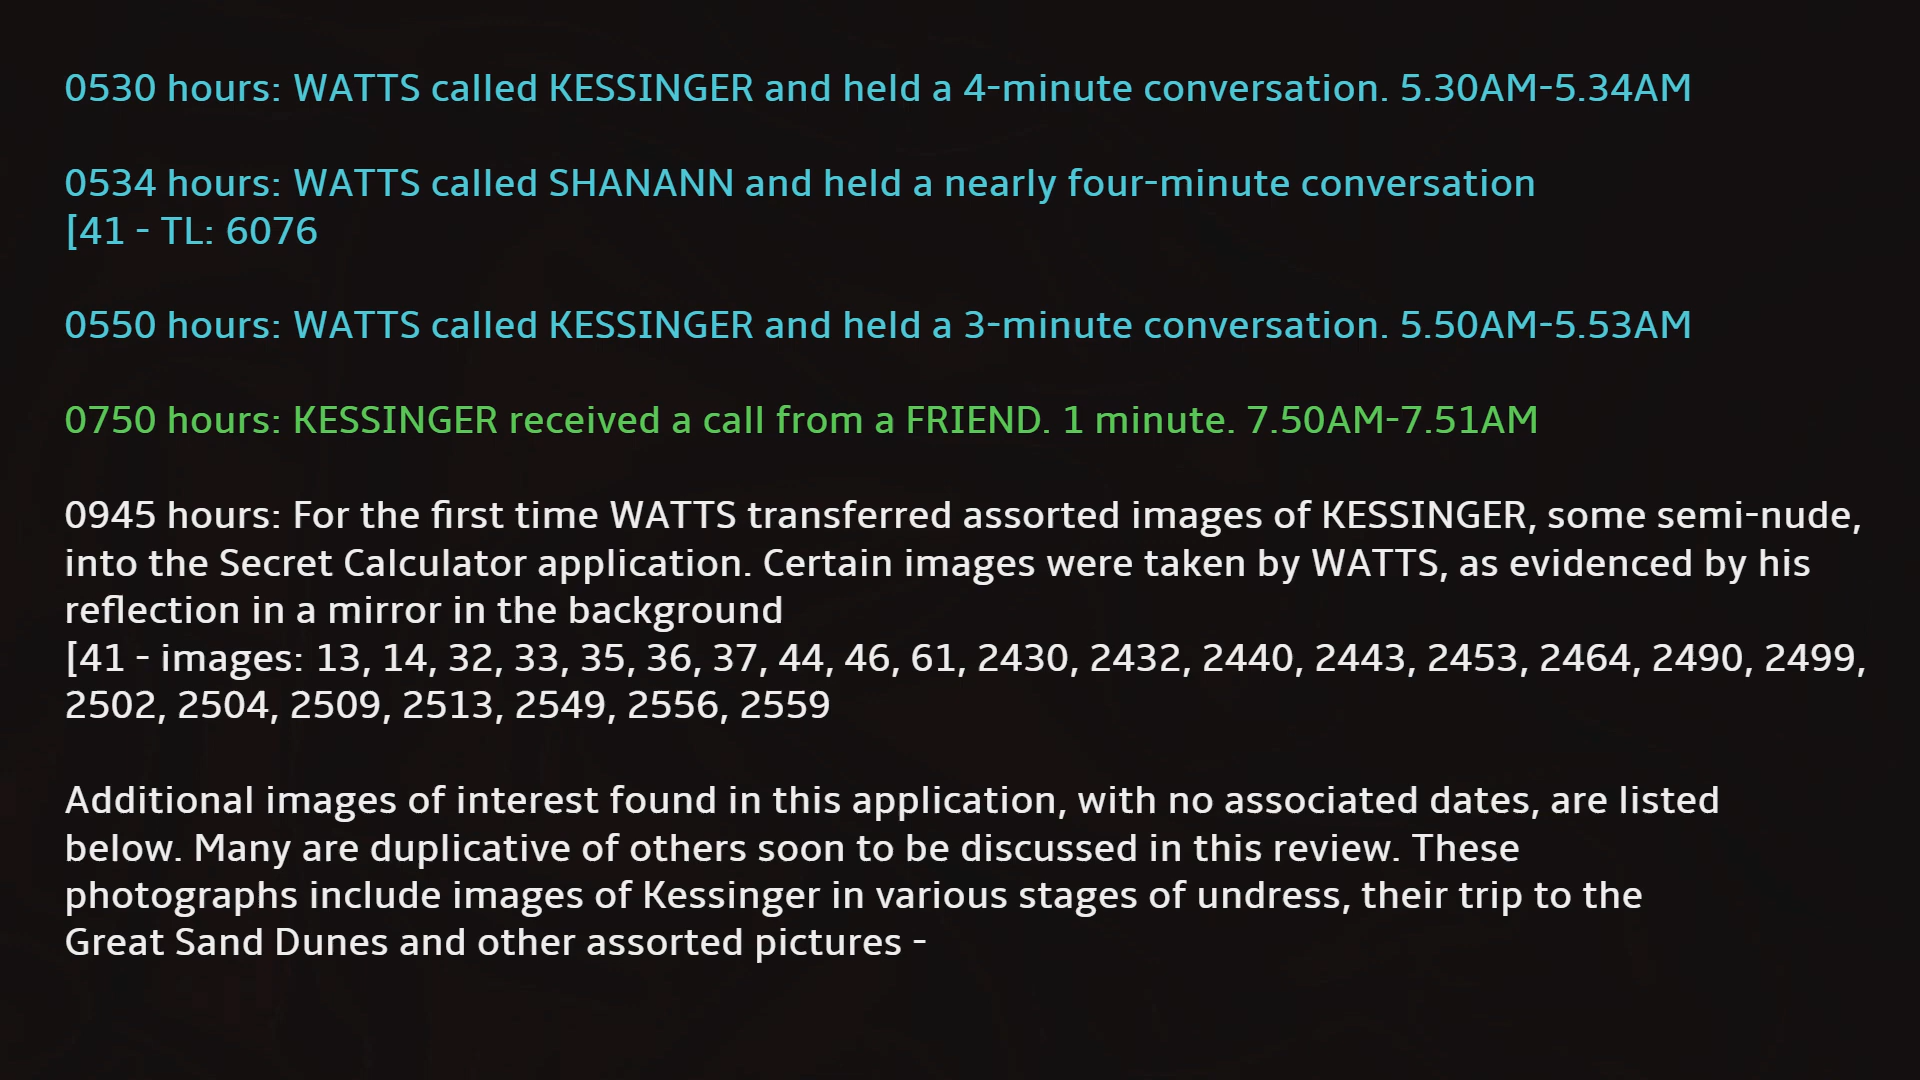 0530 hours: WATTS called KESSINGER and held a 4-minute conversation. 5.30AM-5.34AM
0534 hours: WATTS called SHANANN and held a nearly four-minute conversation
[41 - TL: 6076
0550 hours: WATTS called KESSINGER and held a 3-minute conversation. 5.50AM-5.53AM
0750 hours: KESSINGER received a call from a FRIEND. 1 minute. 7.50AM-7.51AM
0945 hours: For the first time WATTS transferred assorted images of KESSINGER, some semi-nude,
into the Secret Calculator application. Certain images were taken by WATTS, as evidenced by his
reflection in a mirror in the background
[41 - images: 13, 14, 32, 33, 35, 36, 37, 44, 46, 61, 2430, 2432, 2440, 2443, 2453, 2464, 2490, 2499,
2502, 2504, 2509, 2513, 2549, 2556, 2559
Additional images of interest found in this application, with no associated dates, are listed
below. Many are duplicative of others soon to be discussed in this review. These
photographs include images of Kessinger in various stages of undress, their trip to the
Great Sand Dunes and other assorted pictures -